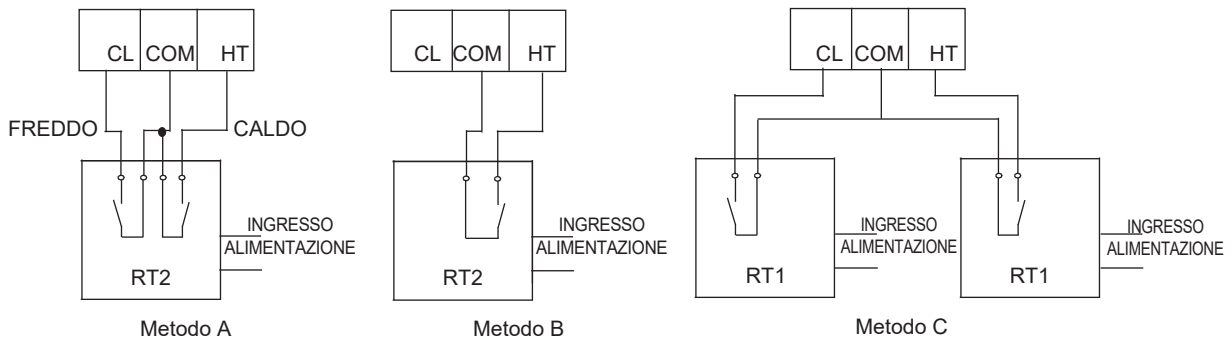 CL COM HT
FREDDO CALDO
INGRESSO
ALIMENTAZIONE
RT2
Metodo A
CL COM HT
INGRESSO
ALIMENTAZIONE
RT2
Metodo B
CL COM HT
INGRESSO
ALIMENTAZIONE
RT1
INGRESSO
ALIMENTAZIONE
RT1
Metodo C